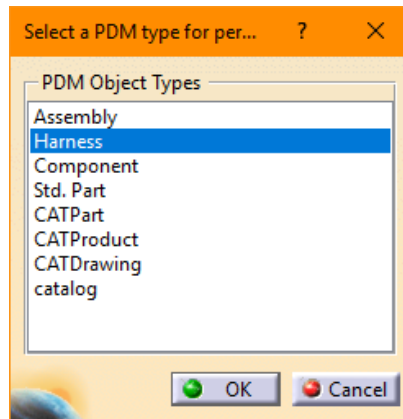 Select a PDM type for per... ? ×
PDM Object Types
Assembly
Harness
Component
Std. Part
CATPart
CATProduct
CATDrawing
catalog
OK Cancel